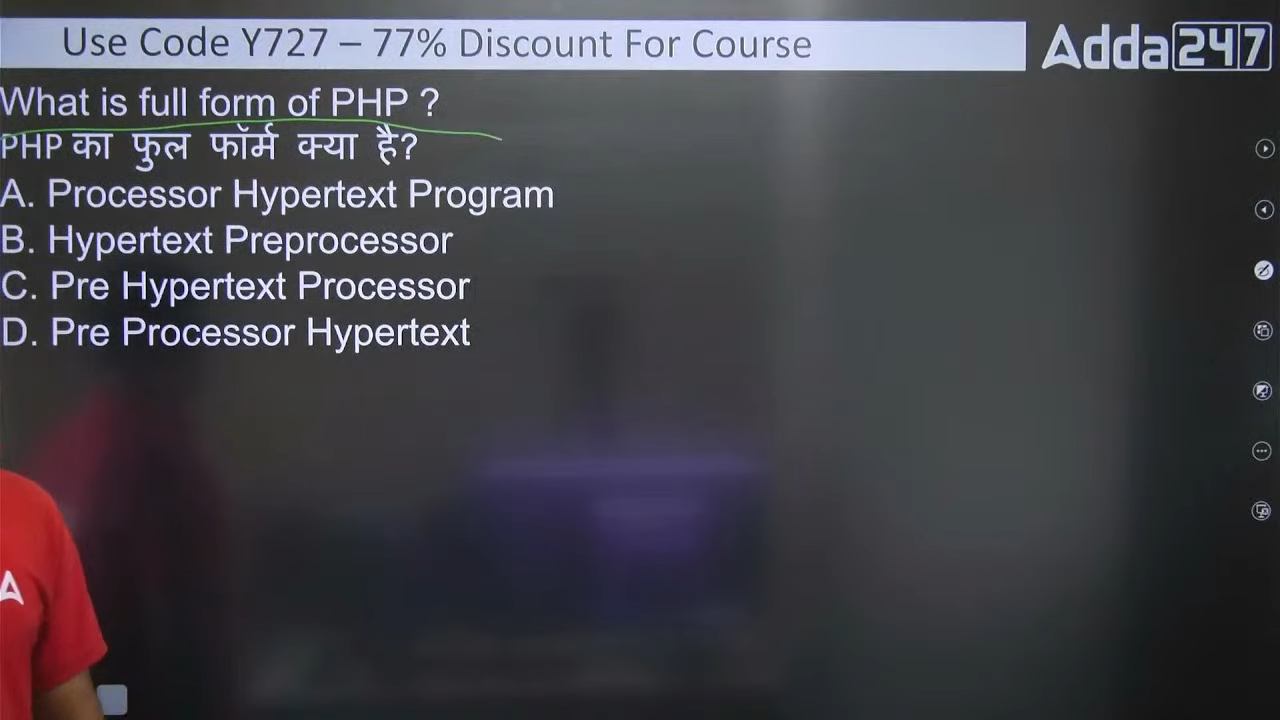 Use Code Y727 – 77% Discount For Course
Adda247
What is full form of PHP ?
PHP का फुल फॉर्म क्या है?
A. Processor Hypertext Program
B. Hypertext Preprocessor
C. Pre Hypertext Processor
D. Pre Processor Hypertext